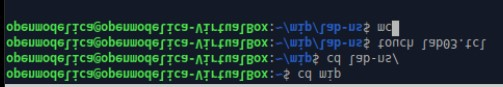 openmodelica@openmodelica-VirtualBox:~$ cd mip
openmodelica@openmodelica-VirtualBox:~/mip$ cd lab-ns/
openmodelica@openmodelica-VirtualBox:~/mip/lab-ns$ touch lab03.tcl
openmodelica@openmodelica-VirtualBox:~/mip/lab-ns$ mc